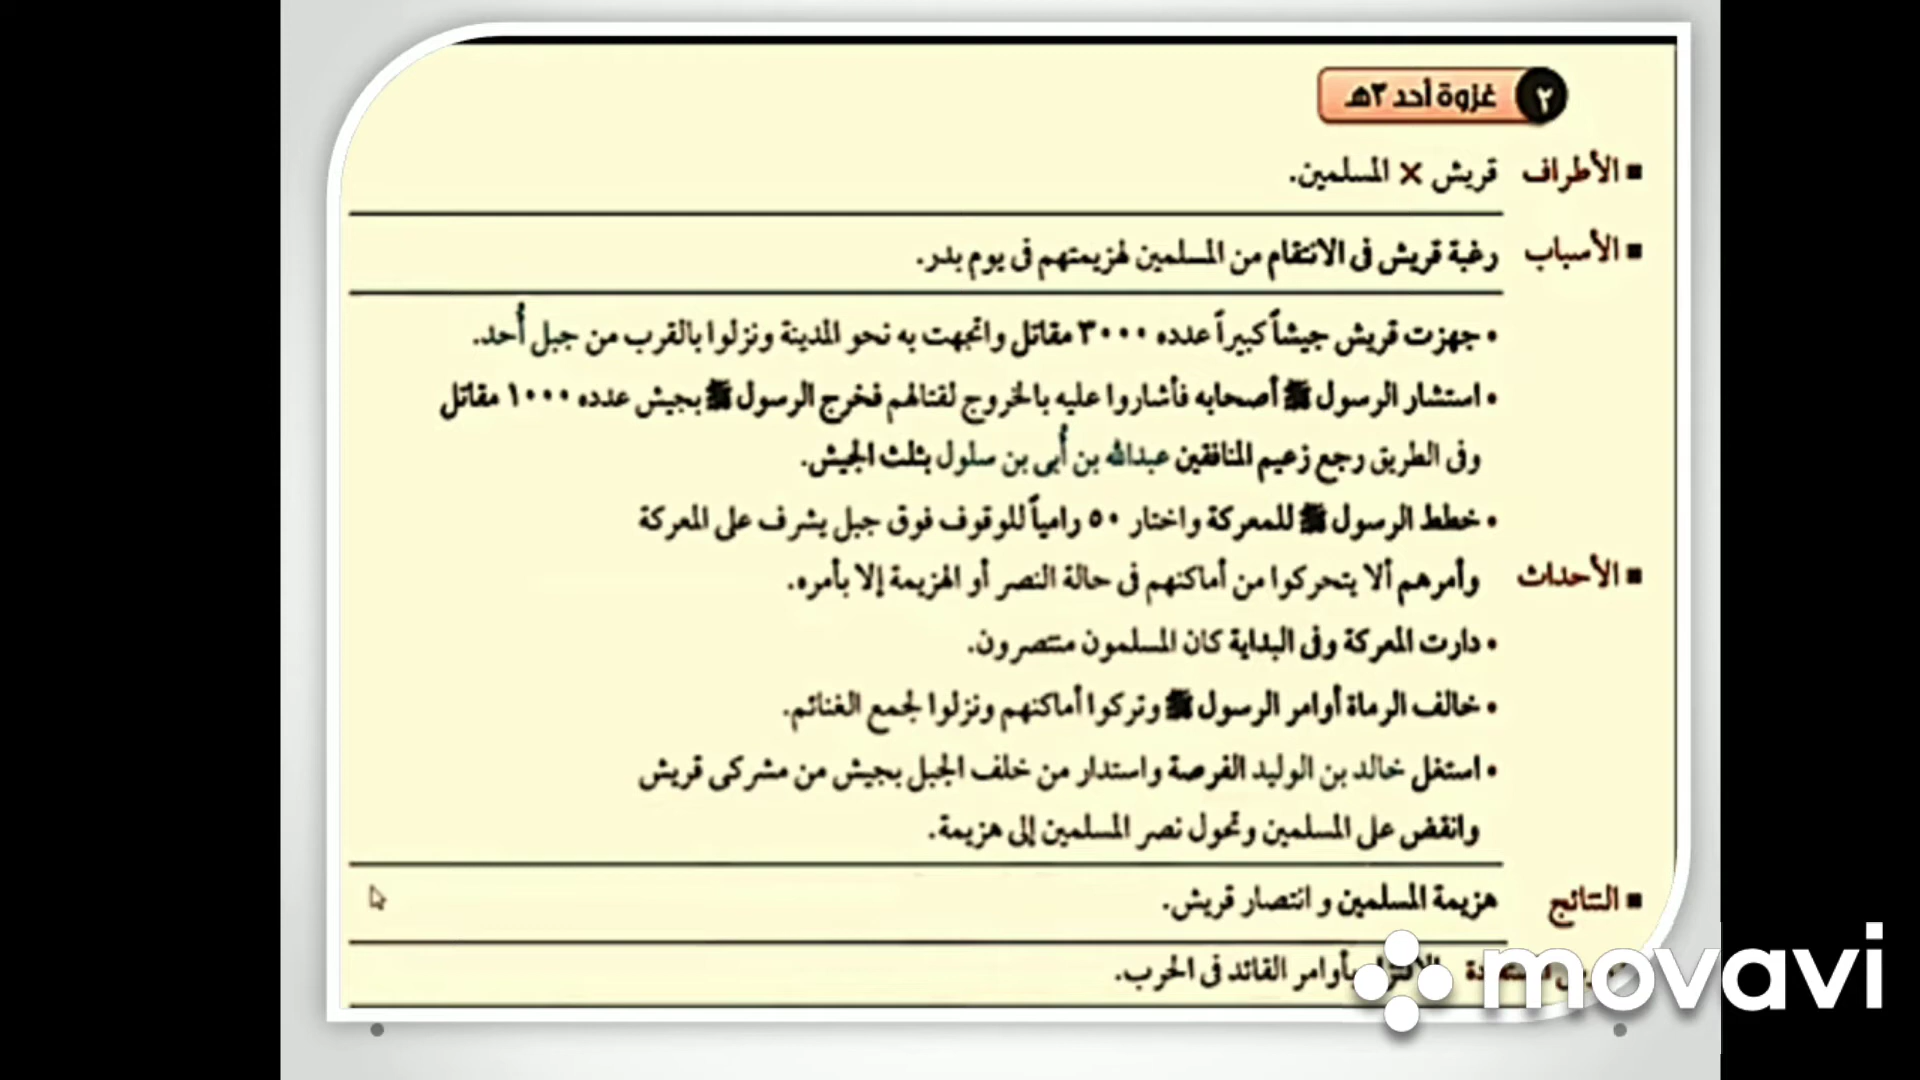 ٢ غزوة أحد ٣هـ
▪ الأطراف قريش × المسلمين.
▪ الأسباب رغبة قريش فى الانتقام من المسلمين لهزيمتهم فى يوم بدر.
• جهزت قريش جيشاً كبيراً عدده ٣٠٠٠ مقاتل واتجهت به نحو المدينة ونزلوا بالقرب من جبل أُحد.
• استشار الرسول ﷺ أصحابه فأشاروا عليه بالخروج لقتالهم فخرج الرسول ﷺ بجيش عدده ١٠٠٠ مقاتل
وفى الطريق رجع زعيم المنافقين عبدالله بن أُبى بن سلول بثلث الجيش.
• خطط الرسول ﷺ للمعركة واختار ٥٠ رامياً للوقوف فوق جبل يشرف على المعركة
▪ الأحداث وأمرهم ألا يتحركوا من أماكنهم فى حالة النصر أو الهزيمة إلا بأمره.
• دارت المعركة وفى البداية كان المسلمون منتصرون.
• خالف الرماة أوامر الرسول ﷺ وتركوا أماكنهم ونزلوا لجمع الغنائم.
• استغل خالد بن الوليد الفرصة واستدار من خلف الجبل بجيش من مشركى قريش
وانقض على المسلمين وتحول نصر المسلمين إلى هزيمة.
▪ النتائج هزيمة المسلمين و انتصار قريش.
بأوامر القائد فى الحرب.
movavi